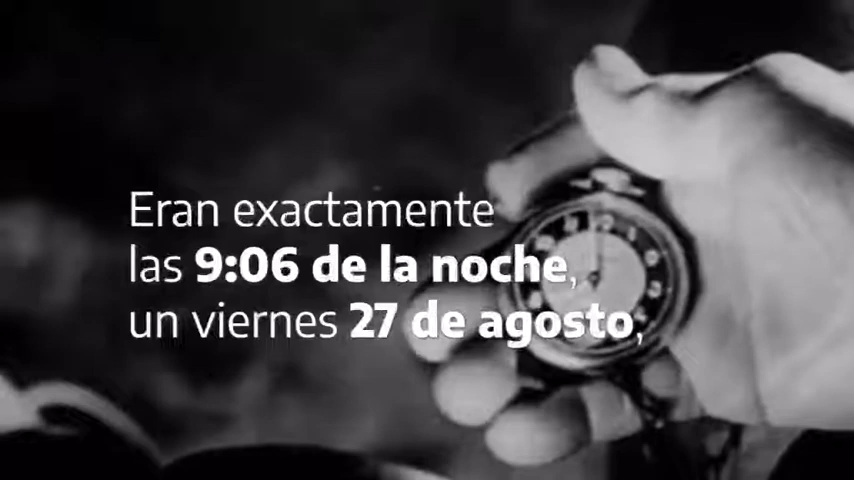 Eran exactamente
las 9:06 de la noche,
un viernes 27 de agosto,